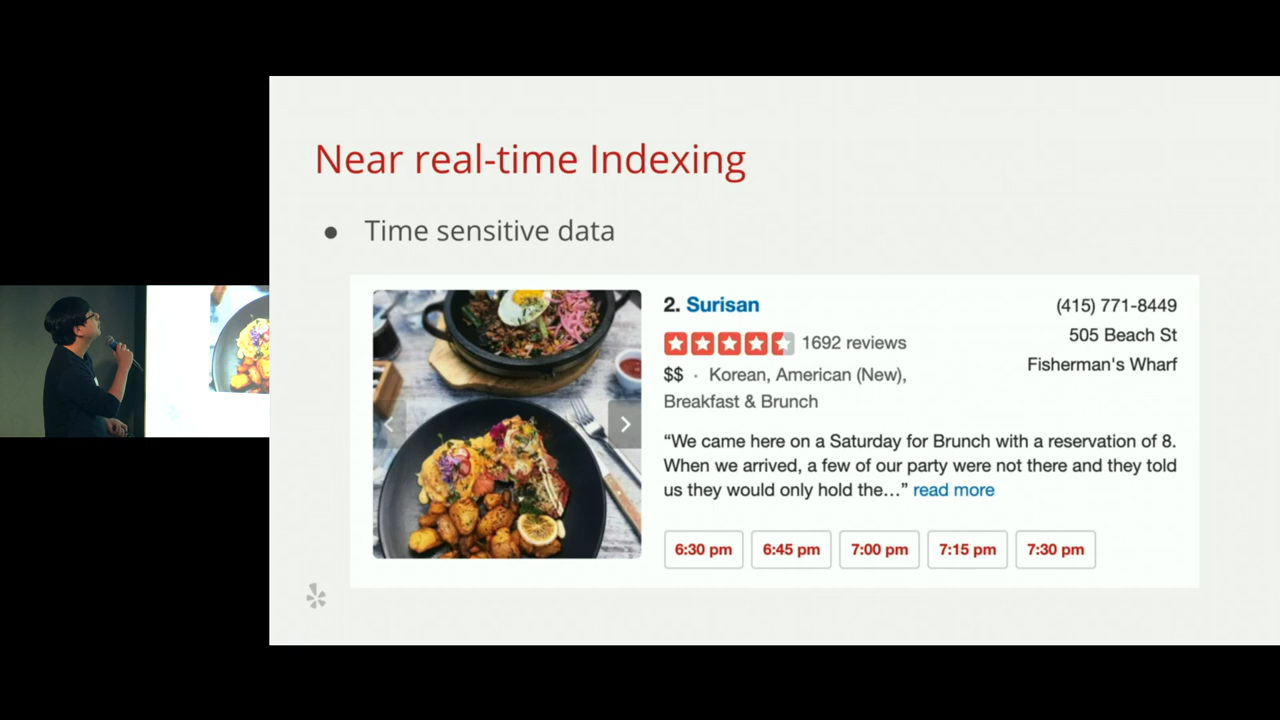 Near real-time Indexing
● Time sensitive data
2. Surisan
1692 reviews
$$ · Korean, American (New),
Breakfast & Brunch
(415) 771-8449
505 Beach St
Fisherman's Wharf
“We came here on a Saturday for Brunch with a reservation of 8.
When we arrived, a few of our party were not there and they told
us they would only hold the…” read more
6:30 pm 6:45 pm 7:00 pm 7:15 pm 7:30 pm